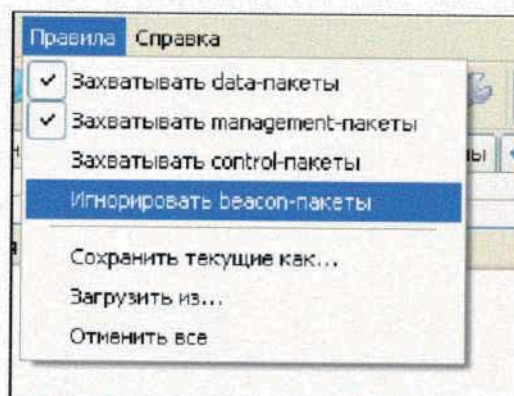 Правила Справка
Захватывать data-пакеты
Захватывать management-пакеты
Захватывать control-пакеты
ны
Игнорировать beacon-пакеты
Сохранить текущие как...
Загрузить из...
Отменить все